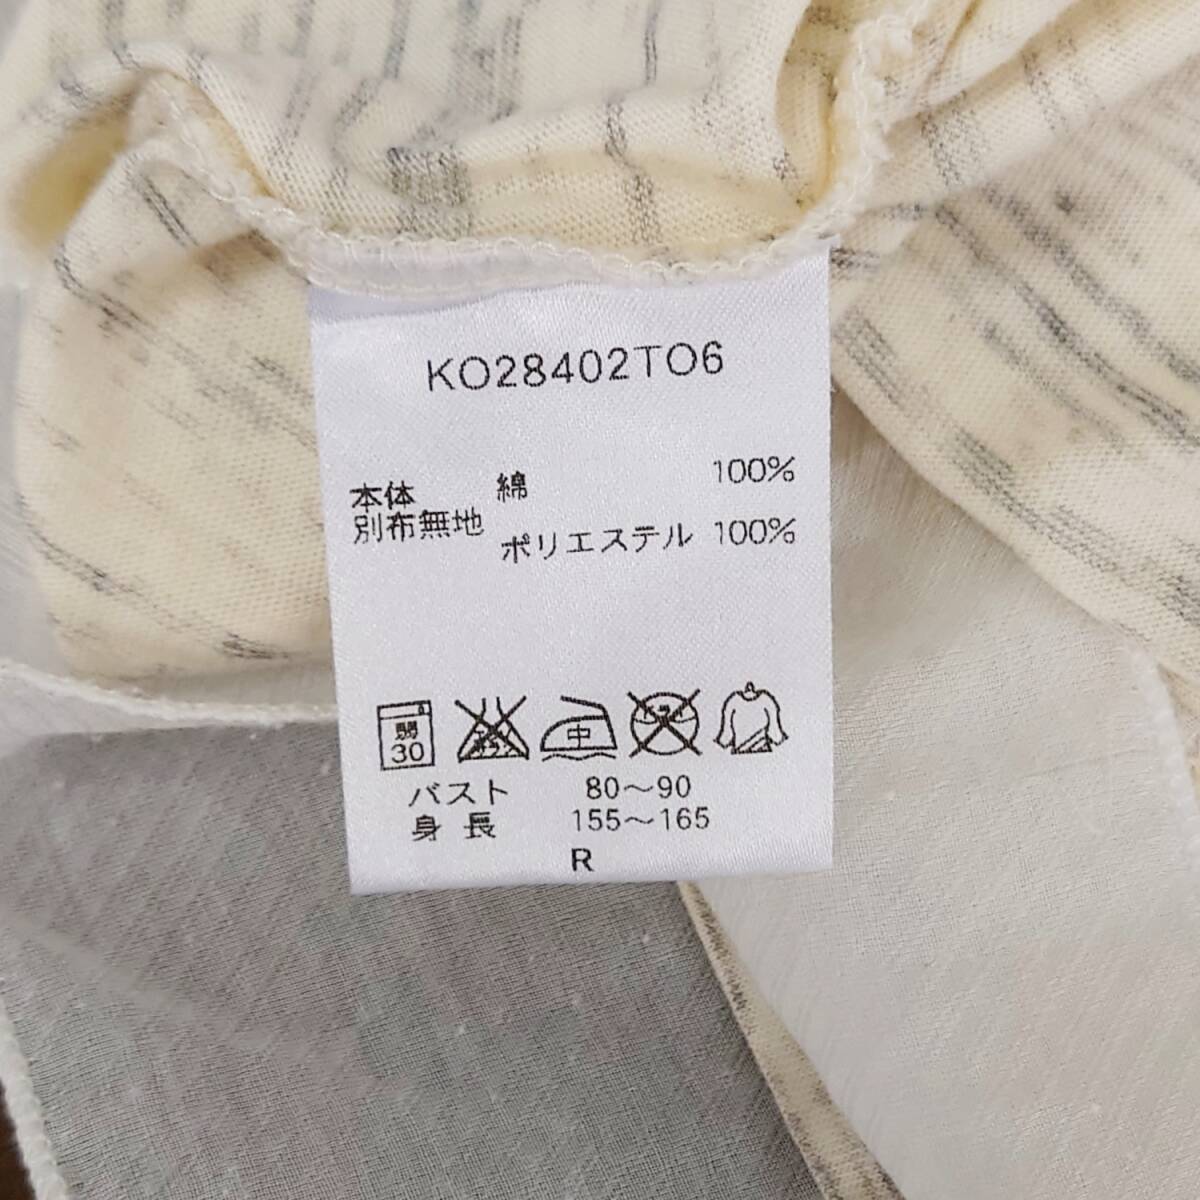 KO28402TO6
本体 綿 100%
別布無地 ポリエステル 100%
弱 中
30
バスト 80～90
身長 155～165
R